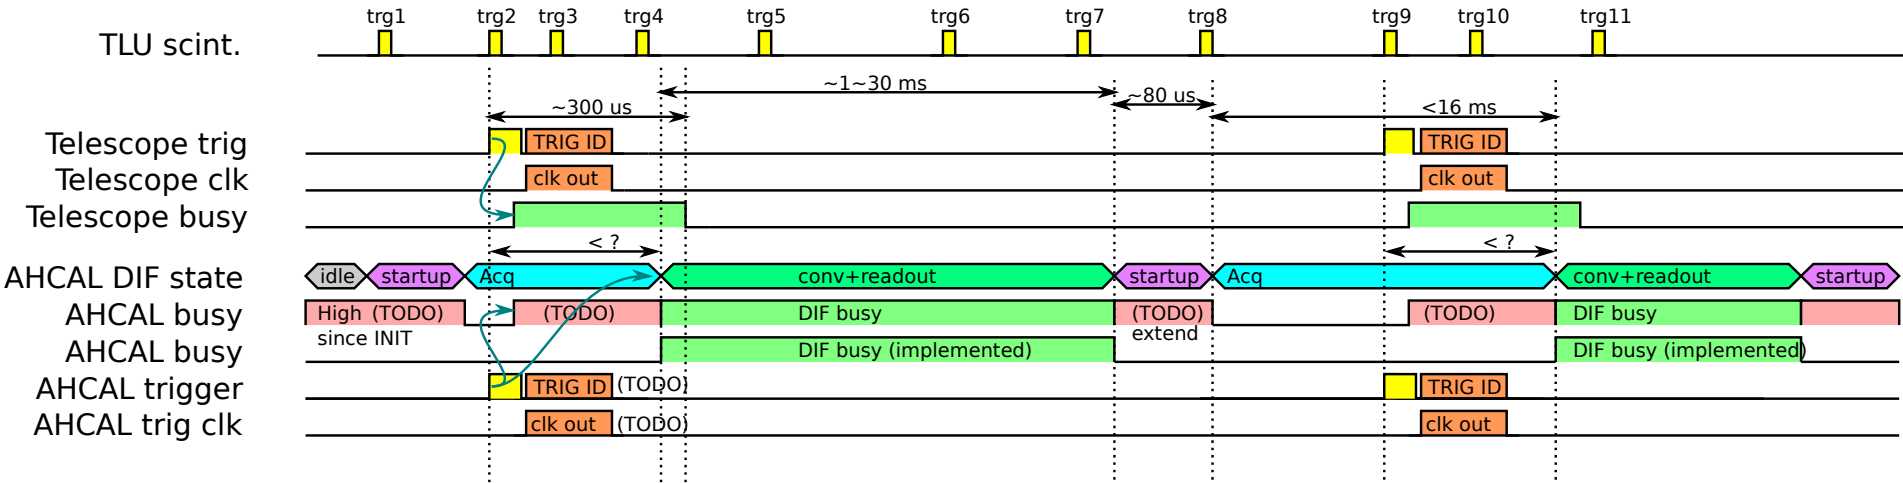 trg1 trg2 trg3 trg4 trg5 trg6 trg7 trg8 trg9 trg10 trg11
TLU scint.
~1~30 ms
~80 us
~300 us <16 ms
Telescope trig TRIG ID TRIG ID
Telescope clk clk out clk out
Telescope busy
< ? < ?
AHCAL DIF state idle startup Acq conv+readout startup Acq conv+readout startup
AHCAL busy High (TODO) (TODO) DIF busy (TODO) (TODO) DIF busy
since INIT extend
AHCAL busy DIF busy (implemented) DIF busy (implemented)
AHCAL trigger TRIG ID (TODO) TRIG ID
AHCAL trig clk clk out (TODO) clk out